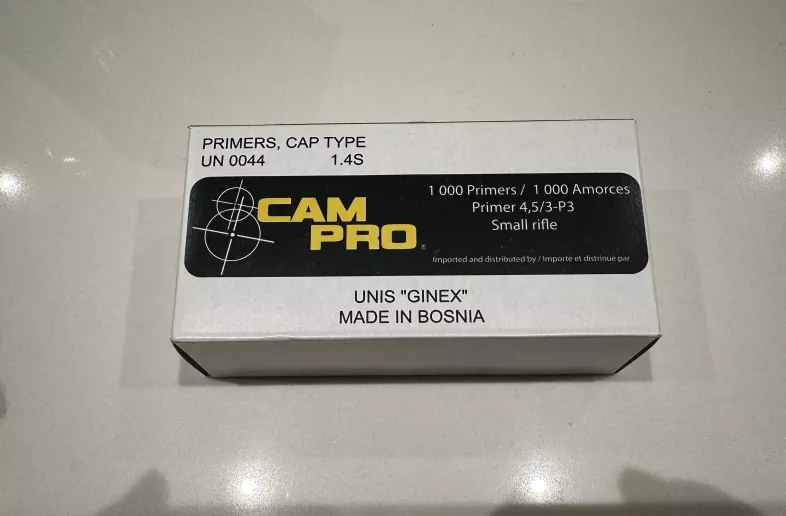 PRIMERS, CAP TYPE
UN 0044 1.4S
CAM
PRO
1 000 Primers / 1 000 Amorces
Primer 4,5/3-P3
Small rifle
Imported and distributed by / Importé et distrinué par
UNIS "GINEX"
MADE IN BOSNIA